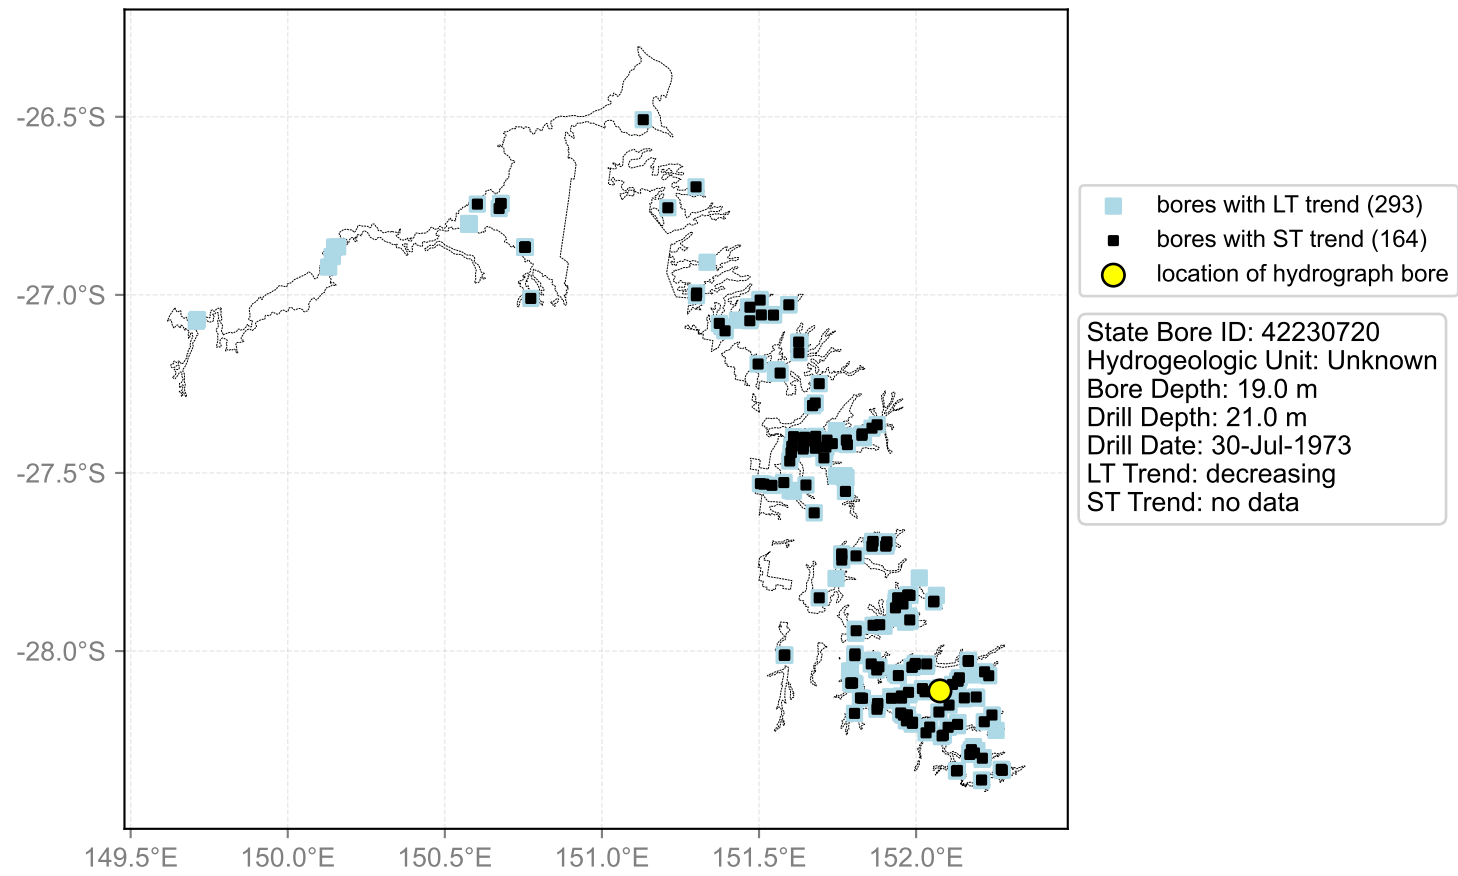 -26.5°S
-27.0°S
-27.5°S
-28.0°S
149.5°E
150.0°E
150.5°E
151.0°E
151.5°E
152.0°E
bores with LT trend (293)
bores with ST trend (164)
location of hydrograph bore
State Bore ID: 42230720
Hydrogeologic Unit: Unknown
Bore Depth: 19.0 m
Drill Depth: 21.0 m
Drill Date: 30-Jul-1973
LT Trend: decreasing
ST Trend: no data